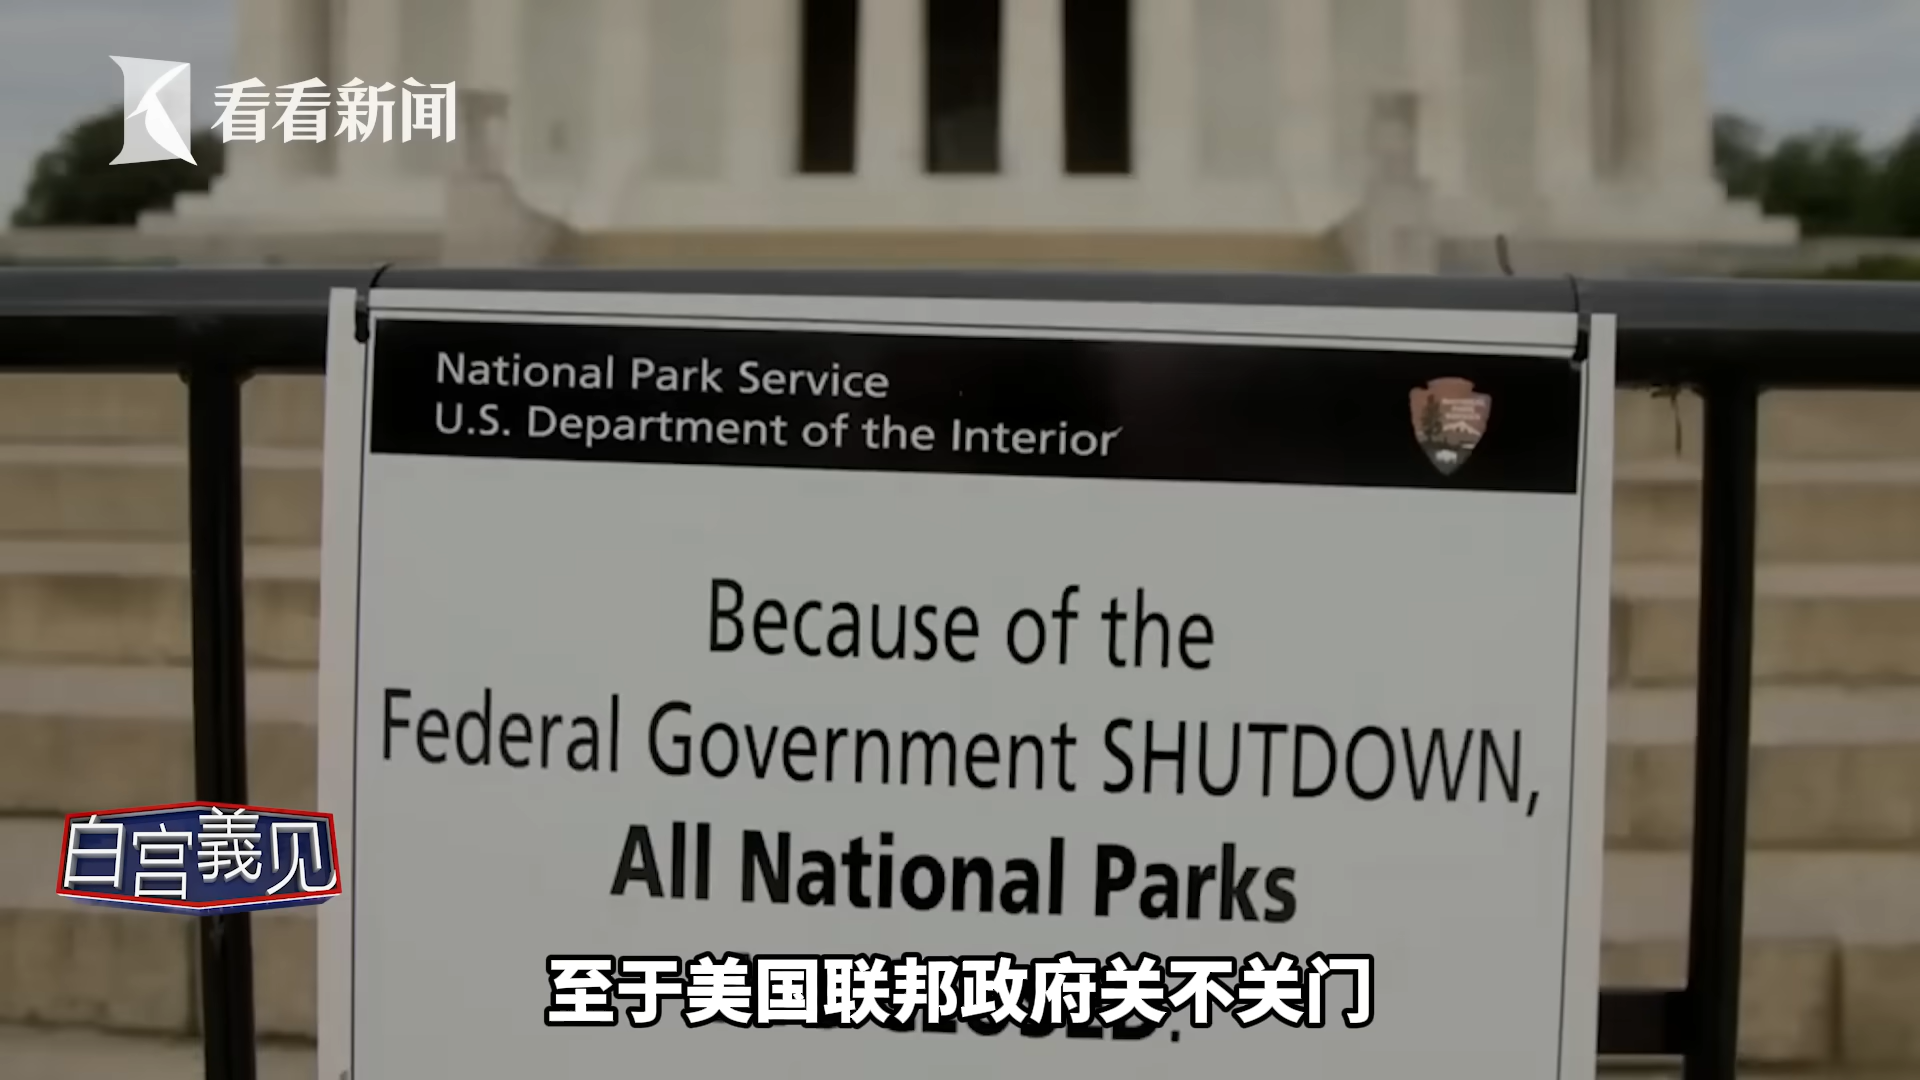 看看新闻
National Park Service
U.S. Department of the Interior
Because of the
Federal Government SHUTDOWN,
All National Parks
白宫義见
至于美国联邦政府关不关门